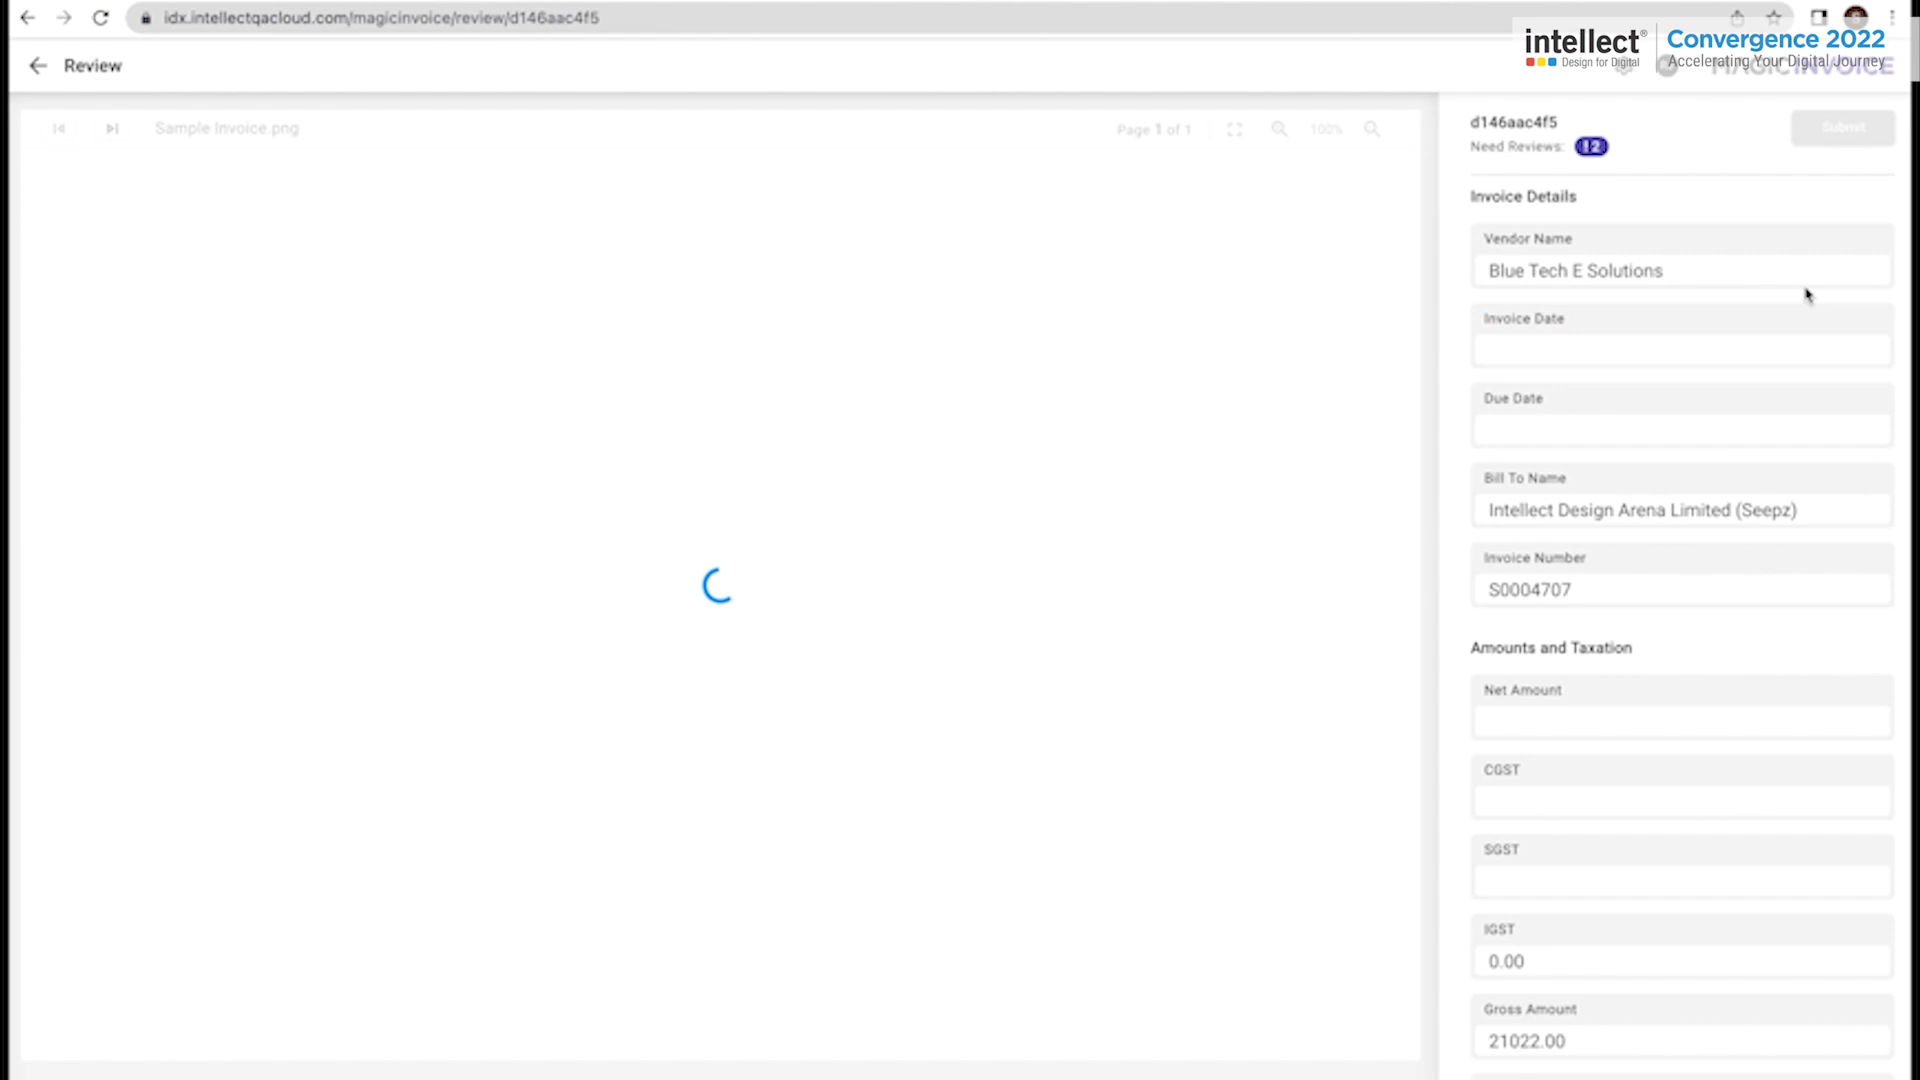 idx.intellectqacloud.com/magicinvoice/review/d146aac4f5
intellect®
Design for Digital
Convergence 2022
Accelerating Your Digital Journey
MAGICINVOICE
Review
Sample Invoice.png
Page 1 of 1
100%
d146aac4f5
Submit
Need Reviews:
Invoice Details
Vendor Name
Blue Tech E Solutions
Invoice Date
Due Date
Bill To Name
Intellect Design Arena Limited (Seepz)
Invoice Number
S0004707
Amounts and Taxation
Net Amount
CGST
SGST
IGST
0.00
Gross Amount
21022.00